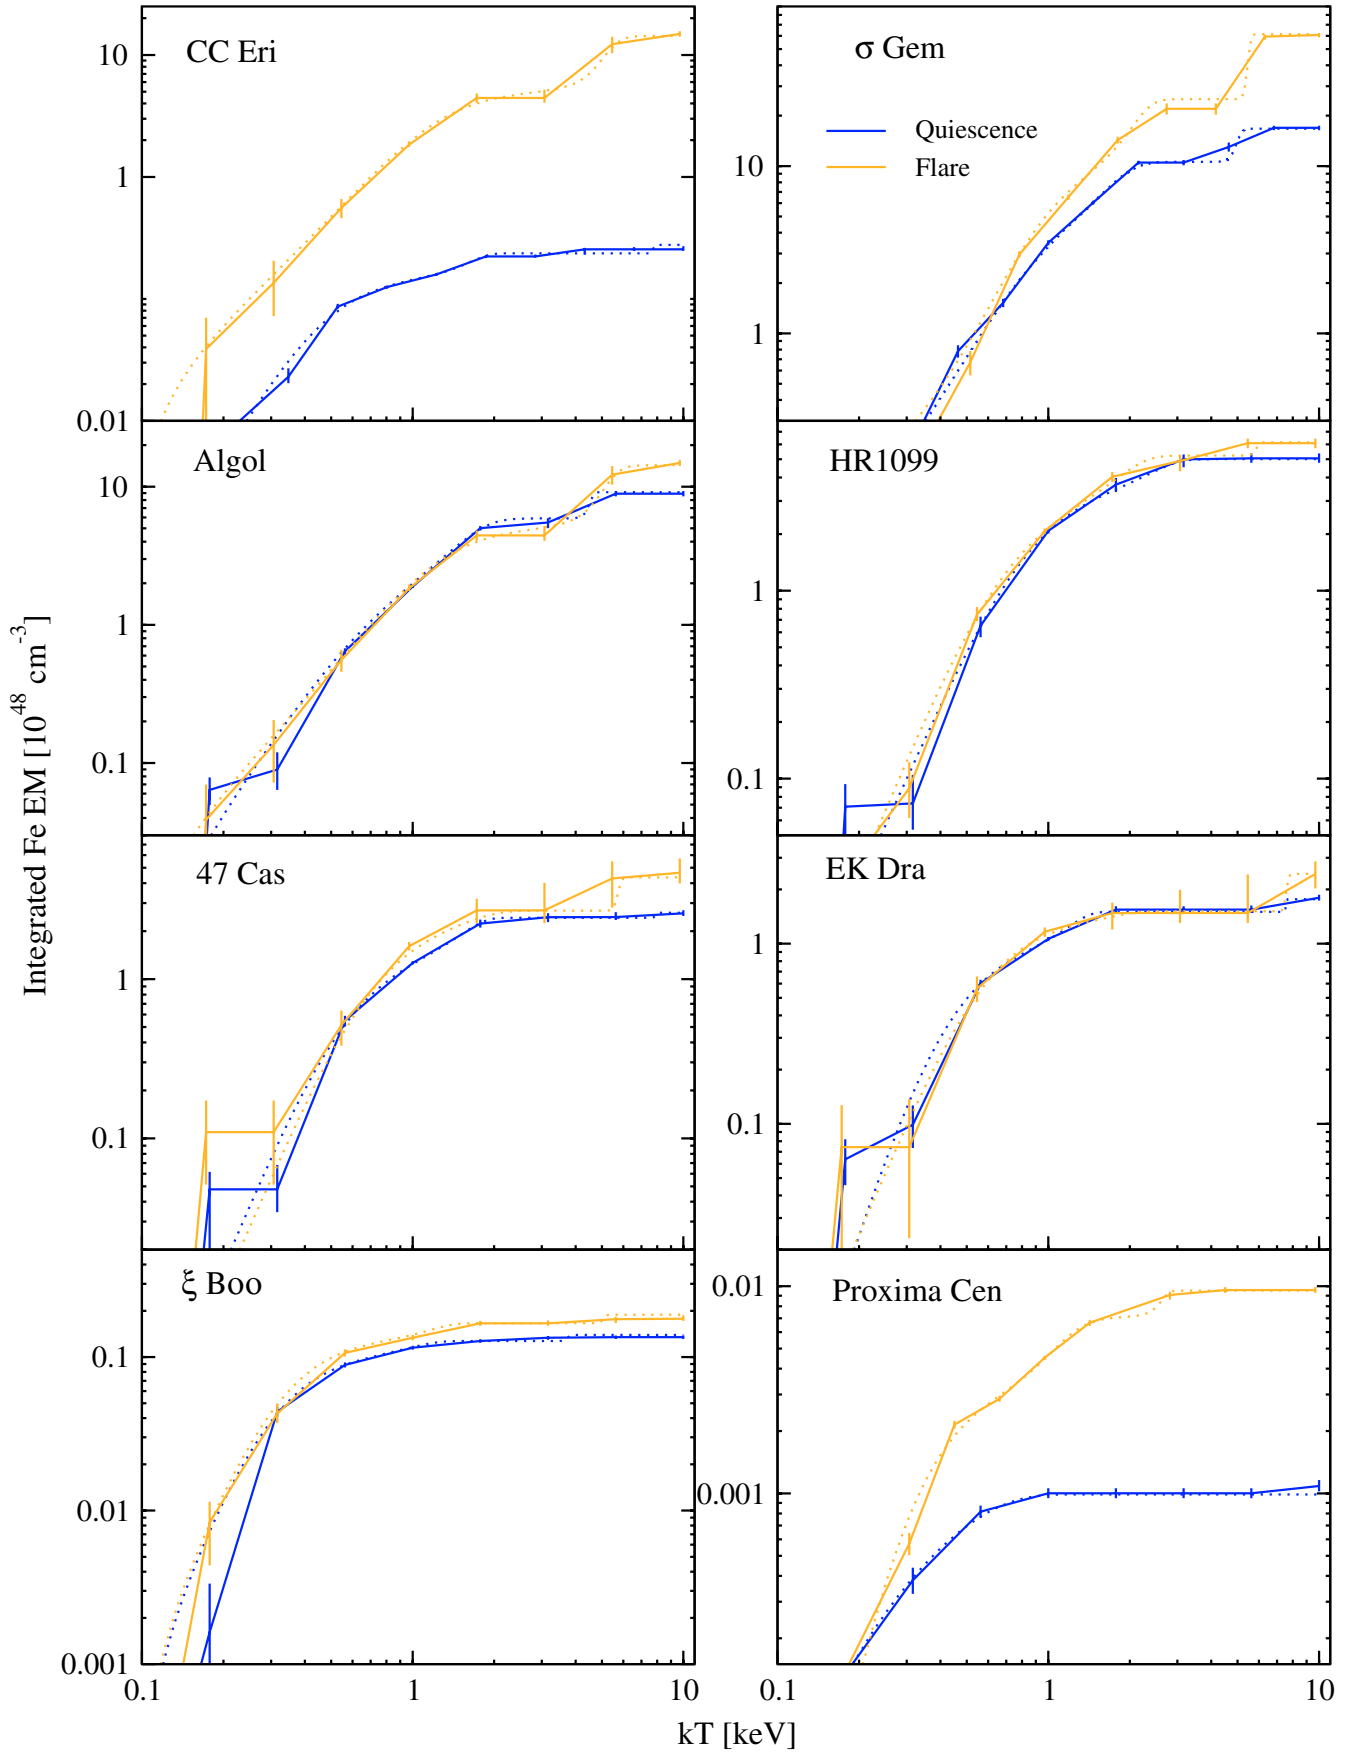 CC Eri
10
1
0.01
σ Gem
Quiescence
Flare
10
1
Algol
10
1
0.1
HR1099
1
0.1
47 Cas
1
0.1
EK Dra
1
0.1
ξ Boo
0.1
0.01
0.001
0.1
1
10
Proxima Cen
0.01
0.001
0.1
1
10
Integrated Fe EM [10^48 cm^-3]
kT [keV]